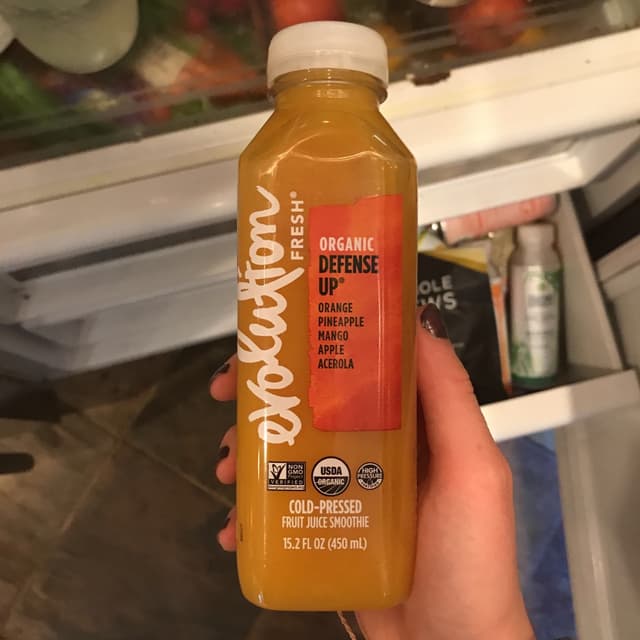 evolution
FRESH®
ORGANIC
DEFENSE
UP®
ORANGE
PINEAPPLE
MANGO
APPLE
ACEROLA
NON
GMO
Project
VERIFIED
USDA
ORGANIC
HIGH
PRESSURE
COLD-PRESSED
FRUIT JUICE SMOOTHIE
15.2 FL OZ (450 mL)